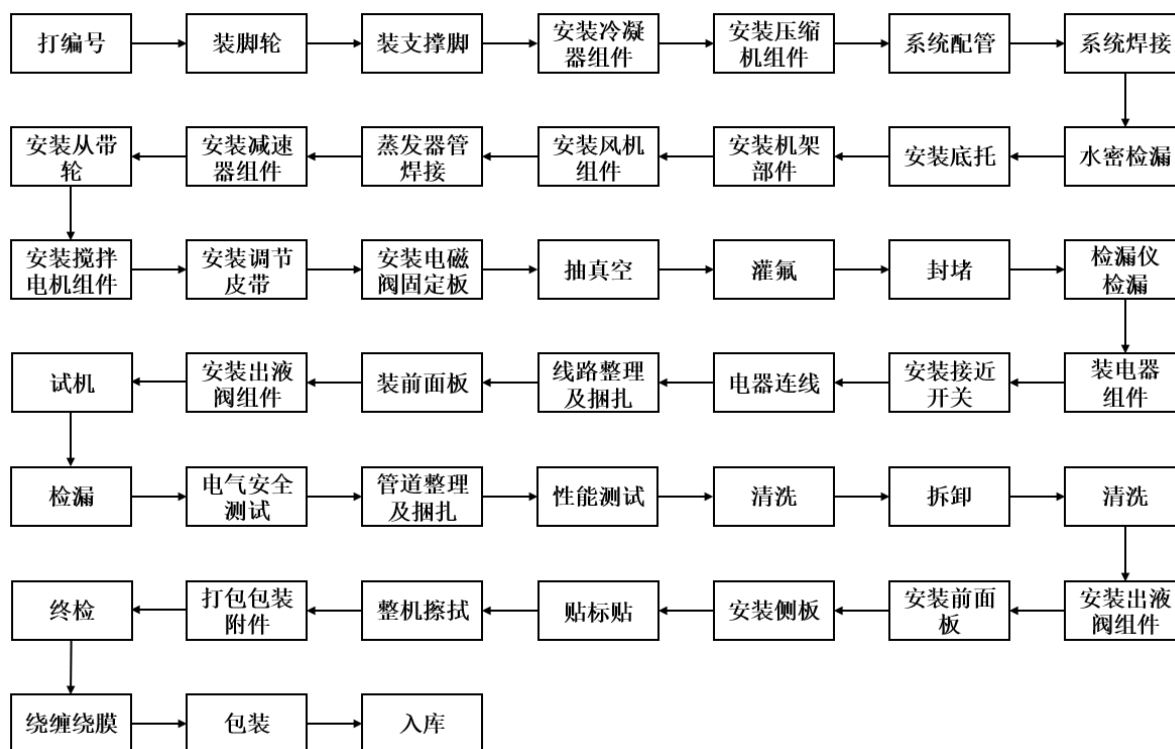 打编号
装脚轮
装支撑脚
安装冷凝
器组件
安装压缩
机组件
系统配管
系统焊接
水密检漏
安装底托
安装机架
部件
安装风机
组件
蒸发器管
焊接
安装减速
器组件
安装从带
轮
安装搅拌
电机组件
安装调节
皮带
安装电磁
阀固定板
抽真空
灌氟
封堵
检漏仪
检漏
装电器
组件
安装接近
开关
电器连线
线路整理
及捆扎
装前面板
安装出液
阀组件
试机
检漏
电气安全
测试
管道整理
及捆扎
性能测试
清洗
拆卸
清洗
安装出液
阀组件
安装前面
板
安装侧板
贴标贴
整机擦拭
打包包装
附件
终检
绕缠绕膜
包装
入库